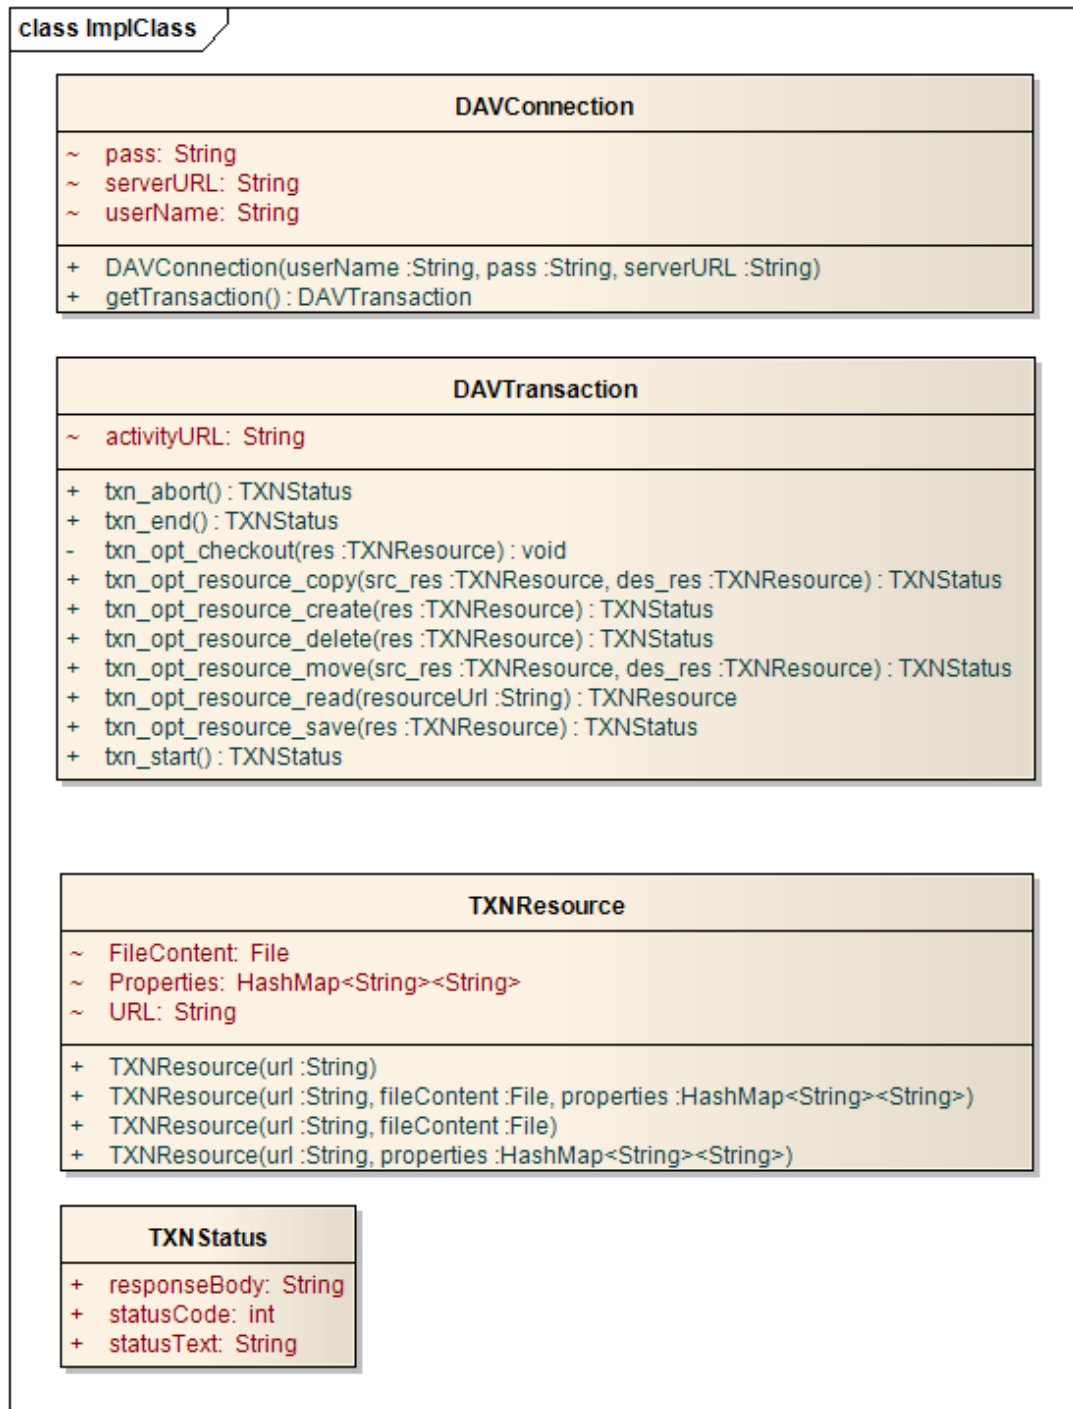 class ImplClass
DAVConnection
~ pass: String
~ serverURL: String
~ userName: String
+ DAVConnection(userName :String, pass :String, serverURL :String)
+ getTransaction() : DAVTransaction
DAVTransaction
~ activityURL: String
+ txn_abort() : TXNStatus
+ txn_end() : TXNStatus
- txn_opt_checkout(res :TXNResource) : void
+ txn_opt_resource_copy(src_res :TXNResource, des_res :TXNResource) : TXNStatus
+ txn_opt_resource_create(res :TXNResource) : TXNStatus
+ txn_opt_resource_delete(res :TXNResource) : TXNStatus
+ txn_opt_resource_move(src_res :TXNResource, des_res :TXNResource) : TXNStatus
+ txn_opt_resource_read(resourceUrl :String) : TXNResource
+ txn_opt_resource_save(res :TXNResource) : TXNStatus
+ txn_start() : TXNStatus
TXNResource
~ FileContent: File
~ Properties: HashMap<String><String>
~ URL: String
+ TXNResource(url :String)
+ TXNResource(url :String, fileContent :File, properties :HashMap<String><String>)
+ TXNResource(url :String, fileContent :File)
+ TXNResource(url :String, properties :HashMap<String><String>)
TXNStatus
+ responseBody: String
+ statusCode: int
+ statusText: String